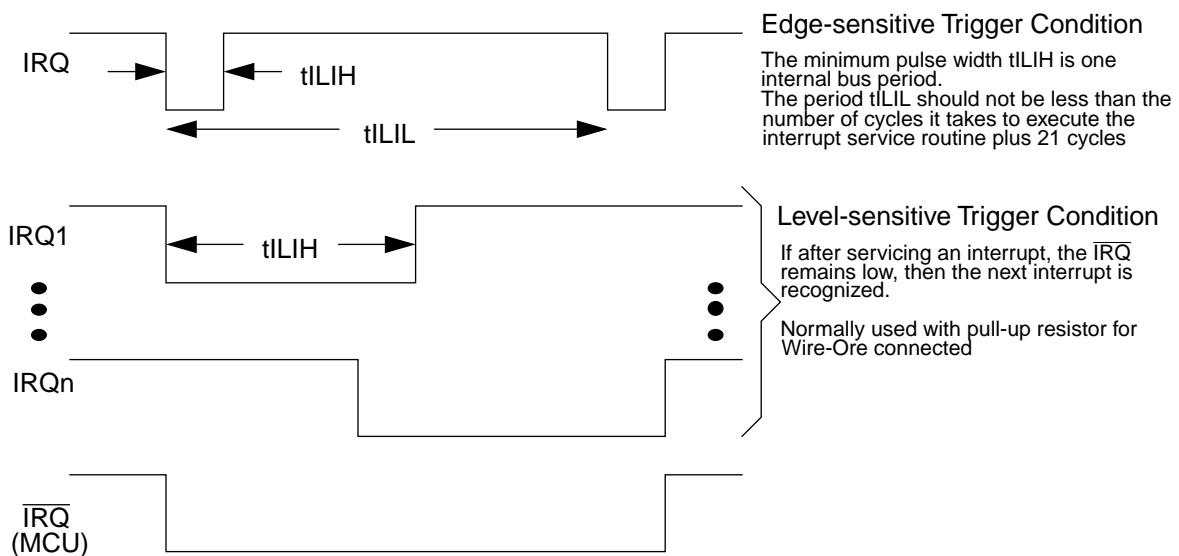 Edge-sensitive Trigger Condition
IRQ
tILIH
The minimum pulse width tILIH is one
internal bus period.
The period tILIL should not be less than the
number of cycles it takes to execute the
interrupt service routine plus 21 cycles
tILIL
IRQ1
tILIH
Level-sensitive Trigger Condition
If after servicing an interrupt, the IRQ
remains low, then the next interrupt is
recognized.
Normally used with pull-up resistor for
Wire-Ore connected
IRQn
IRQ
(MCU)